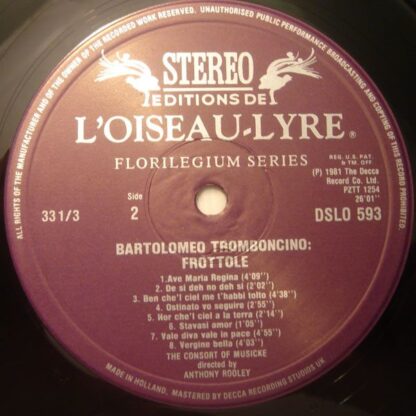 ALL RIGHTS OF THE MANUFACTURER AND OF THE OWNER OF THE RECORDED WORK RESERVED. UNAUTHORISED PUBLIC PERFORMANCE BROADCASTING AND COPYING OF THIS RECORD PROHIBITED.
STEREO
EDITIONS DE
L'OISEAU-LYRE ®
FLORILEGIUM SERIES
REG. U.S. PAT.
& TM. OFF.
(P) 1981 The Decca
Record Co. Ltd.
PZTT 1254
26'01"
Side
33 1/3
2
DSLO 593
BARTOLOMEO TROMBONCINO:
FROTTOLE
1.Ave Maria Regina (4'09")
2. De si deh no deh si (2'02")
3. Ben che'l ciel me t'habbi tolto (4'38")
4. Ostinato vo seguire (2'55")
5. Hor che'l ciel a la terra (2'14")
6. Stavasi amor (1'05")
7. Vale diva vale in pace (4'55")
8. Vergine bella (4'03")
THE CONSORT OF MUSICKE
directed by
ANTHONY ROOLEY
MADE IN HOLLAND. MASTERED BY DECCA RECORDING STUDIOS UK